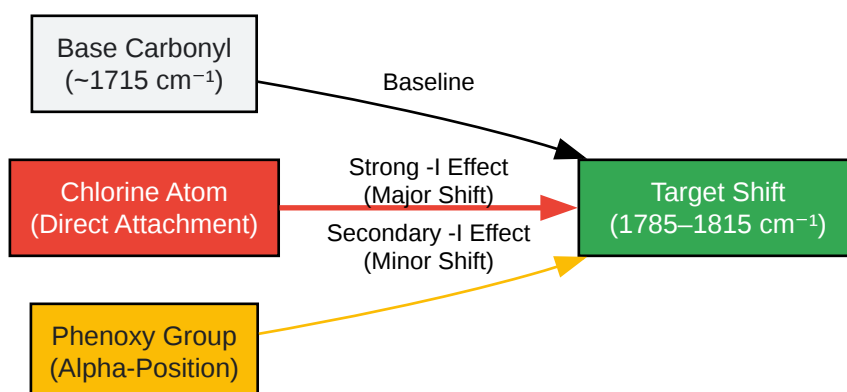 Base Carbonyl
(~1715 cm⁻¹)
Baseline
Chlorine Atom
(Direct Attachment)
Strong -I Effect
(Major Shift)
Secondary -I Effect
(Minor Shift)
Target Shift
(1785–1815 cm⁻¹)
Phenoxy Group
(Alpha-Position)